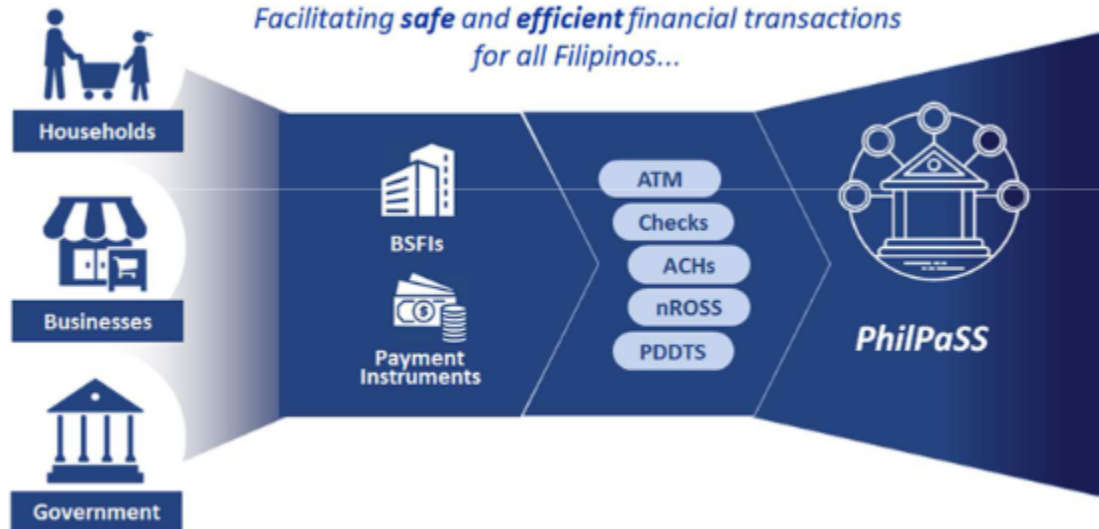 Facilitating safe and efficient financial transactions
for all Filipinos...
Households
Businesses
Government
BSFIs
Payment
Instruments
ATM
Checks
ACHs
nROSS
PDDTS
PhilPaSS